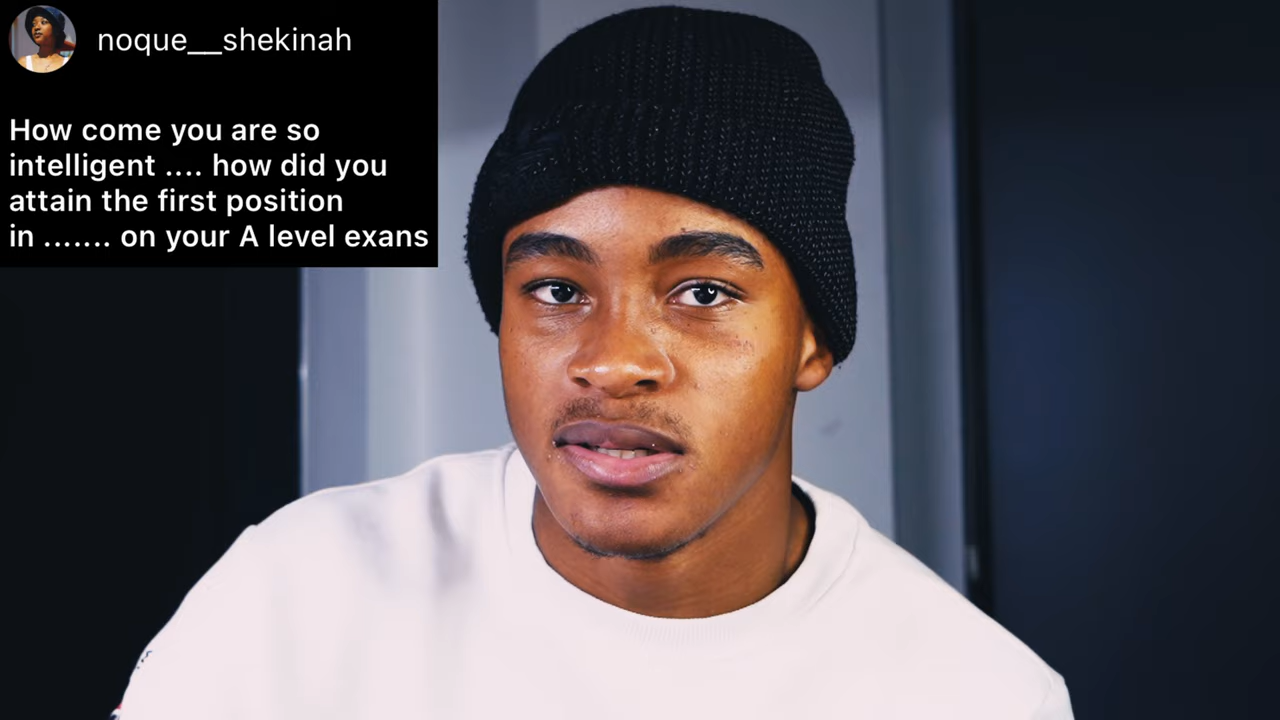 noque__shekinah
How come you are so
intelligent .... how did you
attain the first position
in ....... on your A level exans